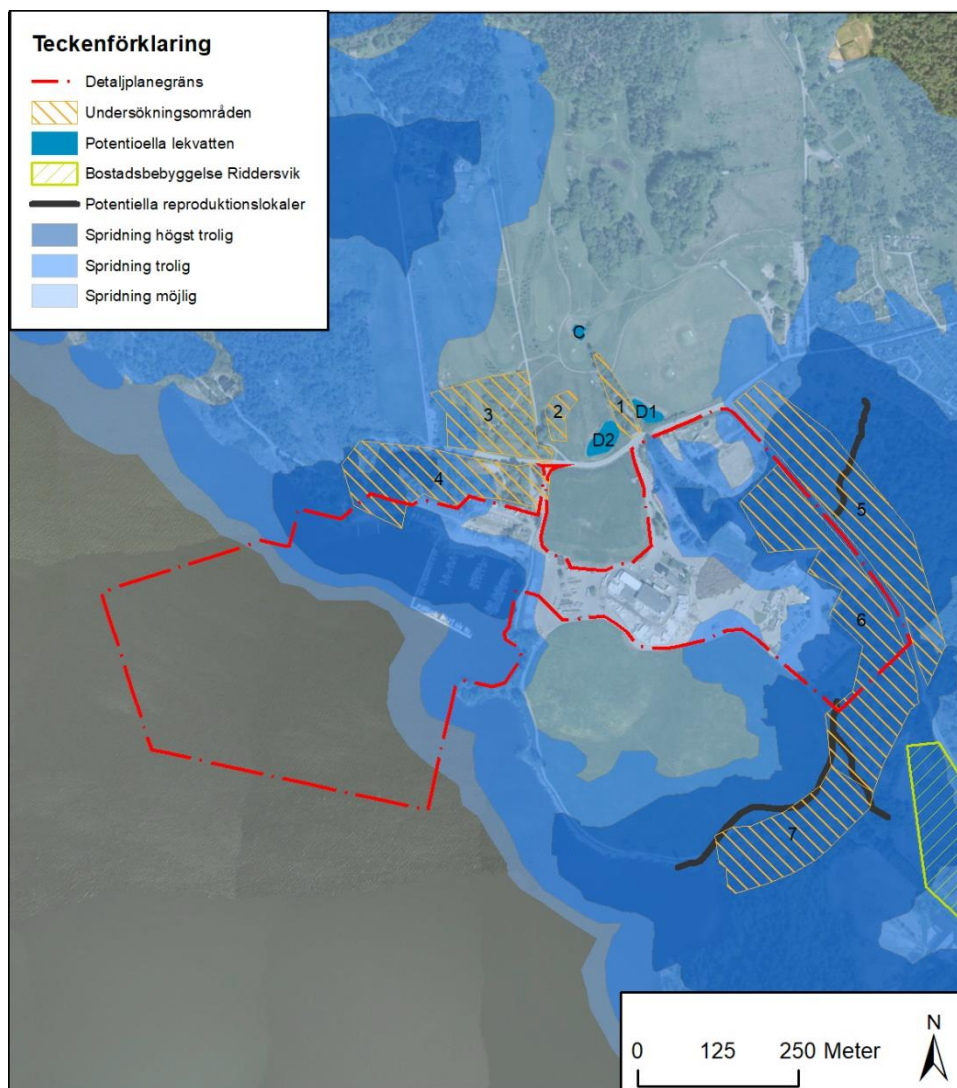 Teckenförklaring
Detaljplanegräns
Undersökningsområden
Potentioella lekvatten
Bostadsbebyggelse Riddersvik
Potentiella reproduktionslokaler
Spridning högst trolig
Spridning trolig
Spridning möjlig
C
3
2
1
D1
D2
4
5
6
7
N
0 125 250 Meter